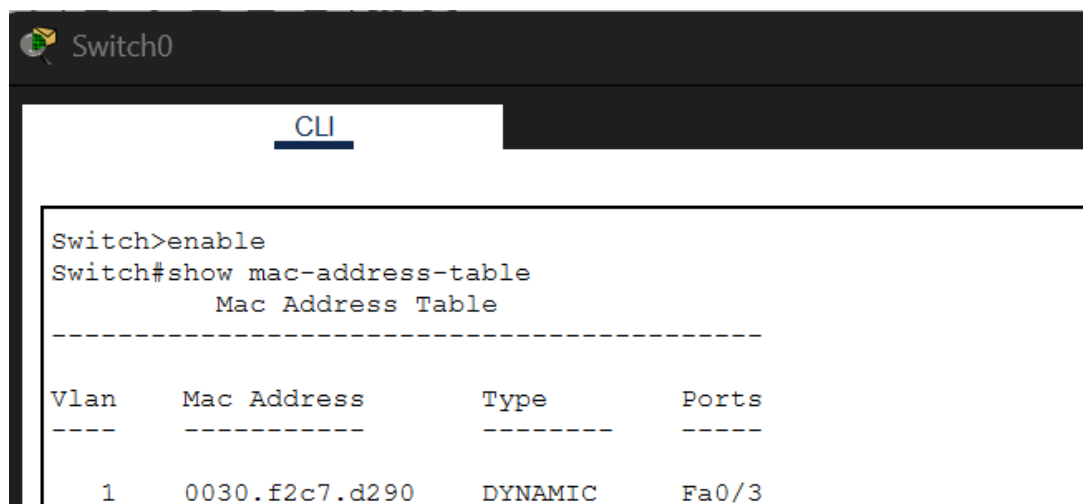 Switch0
CLI
Switch>enable
Switch#show mac-address-table
Mac Address Table
-------------------------------------------
Vlan Mac Address Type Ports
---- ----------- -------- -----
1 0030.f2c7.d290 DYNAMIC Fa0/3